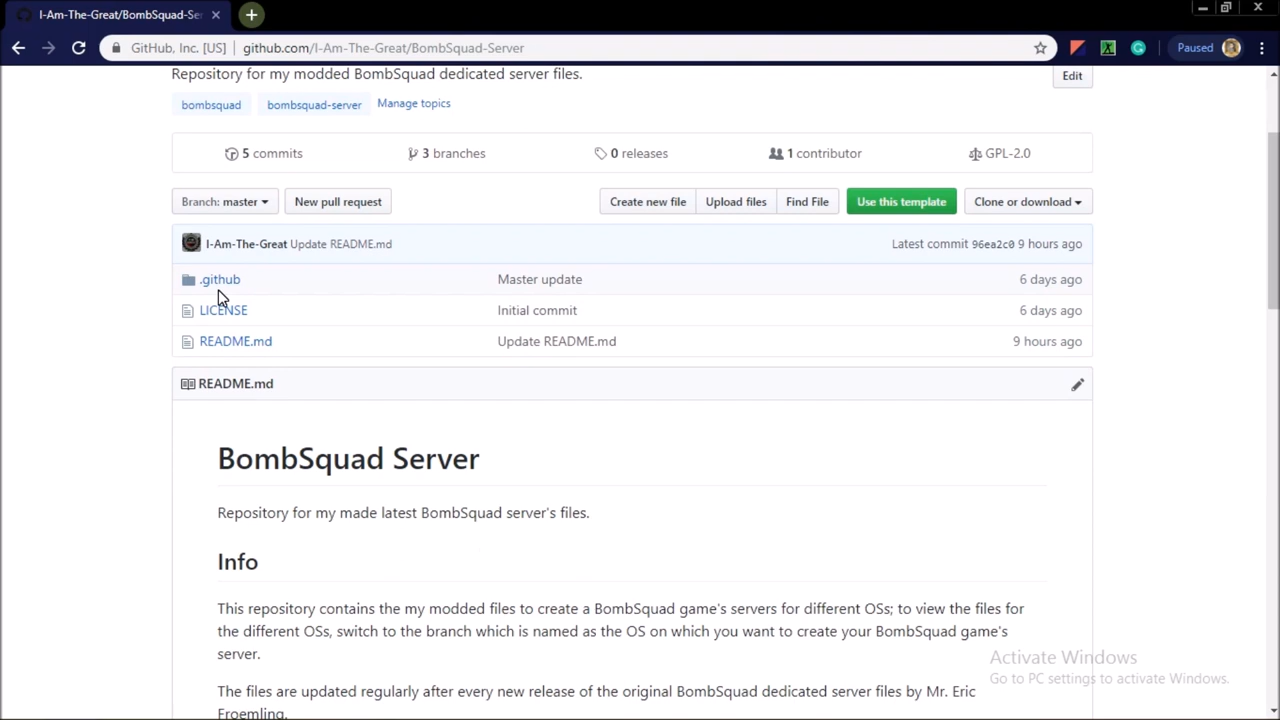 I-Am-The-Great/BombSquad-Ser
GitHub, Inc. [US] | github.com/I-Am-The-Great/BombSquad-Server
Paused
Repository for my modded BombSquad dedicated server files.
Edit
bombsquad bombsquad-server Manage topics
5 commits 3 branches 0 releases 1 contributor GPL-2.0
Branch: master New pull request Create new file Upload files Find File Use this template Clone or download
I-Am-The-Great Update README.md Latest commit 96ea2c0 9 hours ago
.github Master update 6 days ago
LICENSE Initial commit 6 days ago
README.md Update README.md 9 hours ago
README.md
BombSquad Server
Repository for my made latest BombSquad server's files.
Info
This repository contains the my modded files to create a BombSquad game's servers for different OSs; to view the files for
the different OSs, switch to the branch which is named as the OS on which you want to create your BombSquad game's
server.
Activate Windows
Go to PC settings to activate Windows.
The files are updated regularly after every new release of the original BombSquad dedicated server files by Mr. Eric
Froemling.